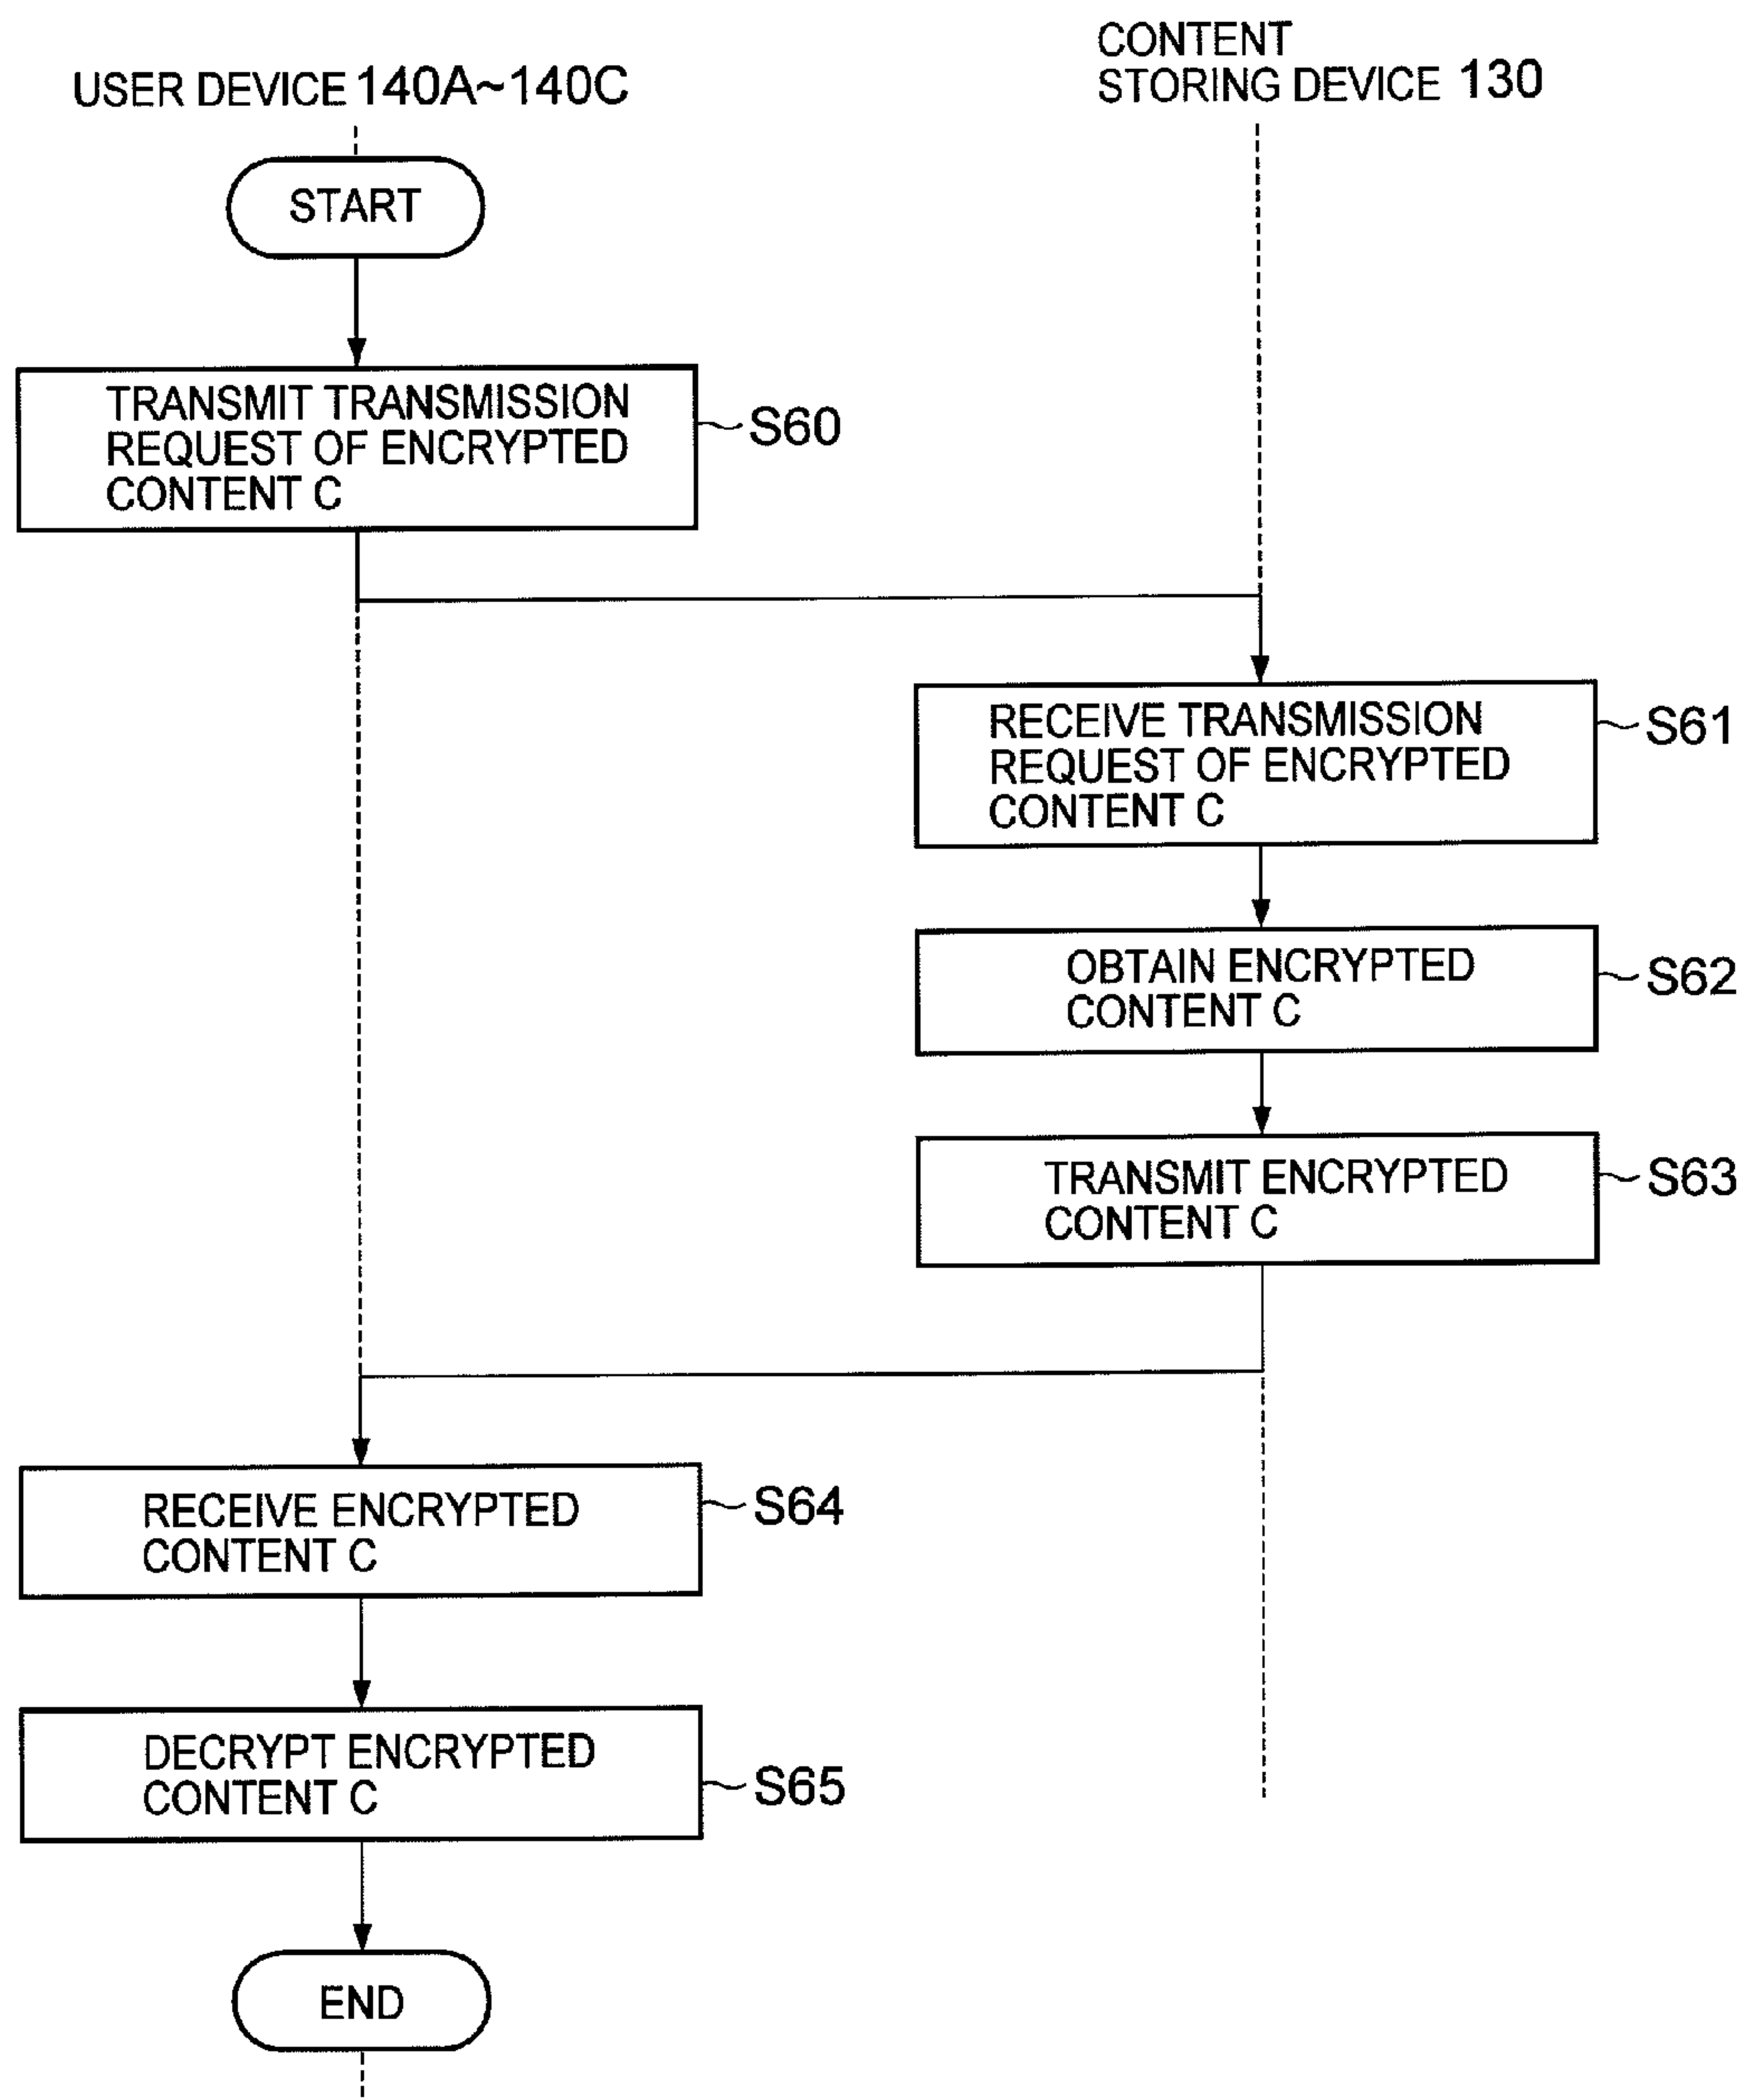 USER DEVICE 140A~140C
CONTENT
STORING DEVICE 130
START
TRANSMIT TRANSMISSION
REQUEST OF ENCRYPTED
CONTENT C
S60
RECEIVE TRANSMISSION
REQUEST OF ENCRYPTED
CONTENT C
S61
OBTAIN ENCRYPTED
CONTENT C
S62
TRANSMIT ENCRYPTED
CONTENT C
S63
RECEIVE ENCRYPTED
CONTENT C
S64
DECRYPT ENCRYPTED
CONTENT C
S65
END